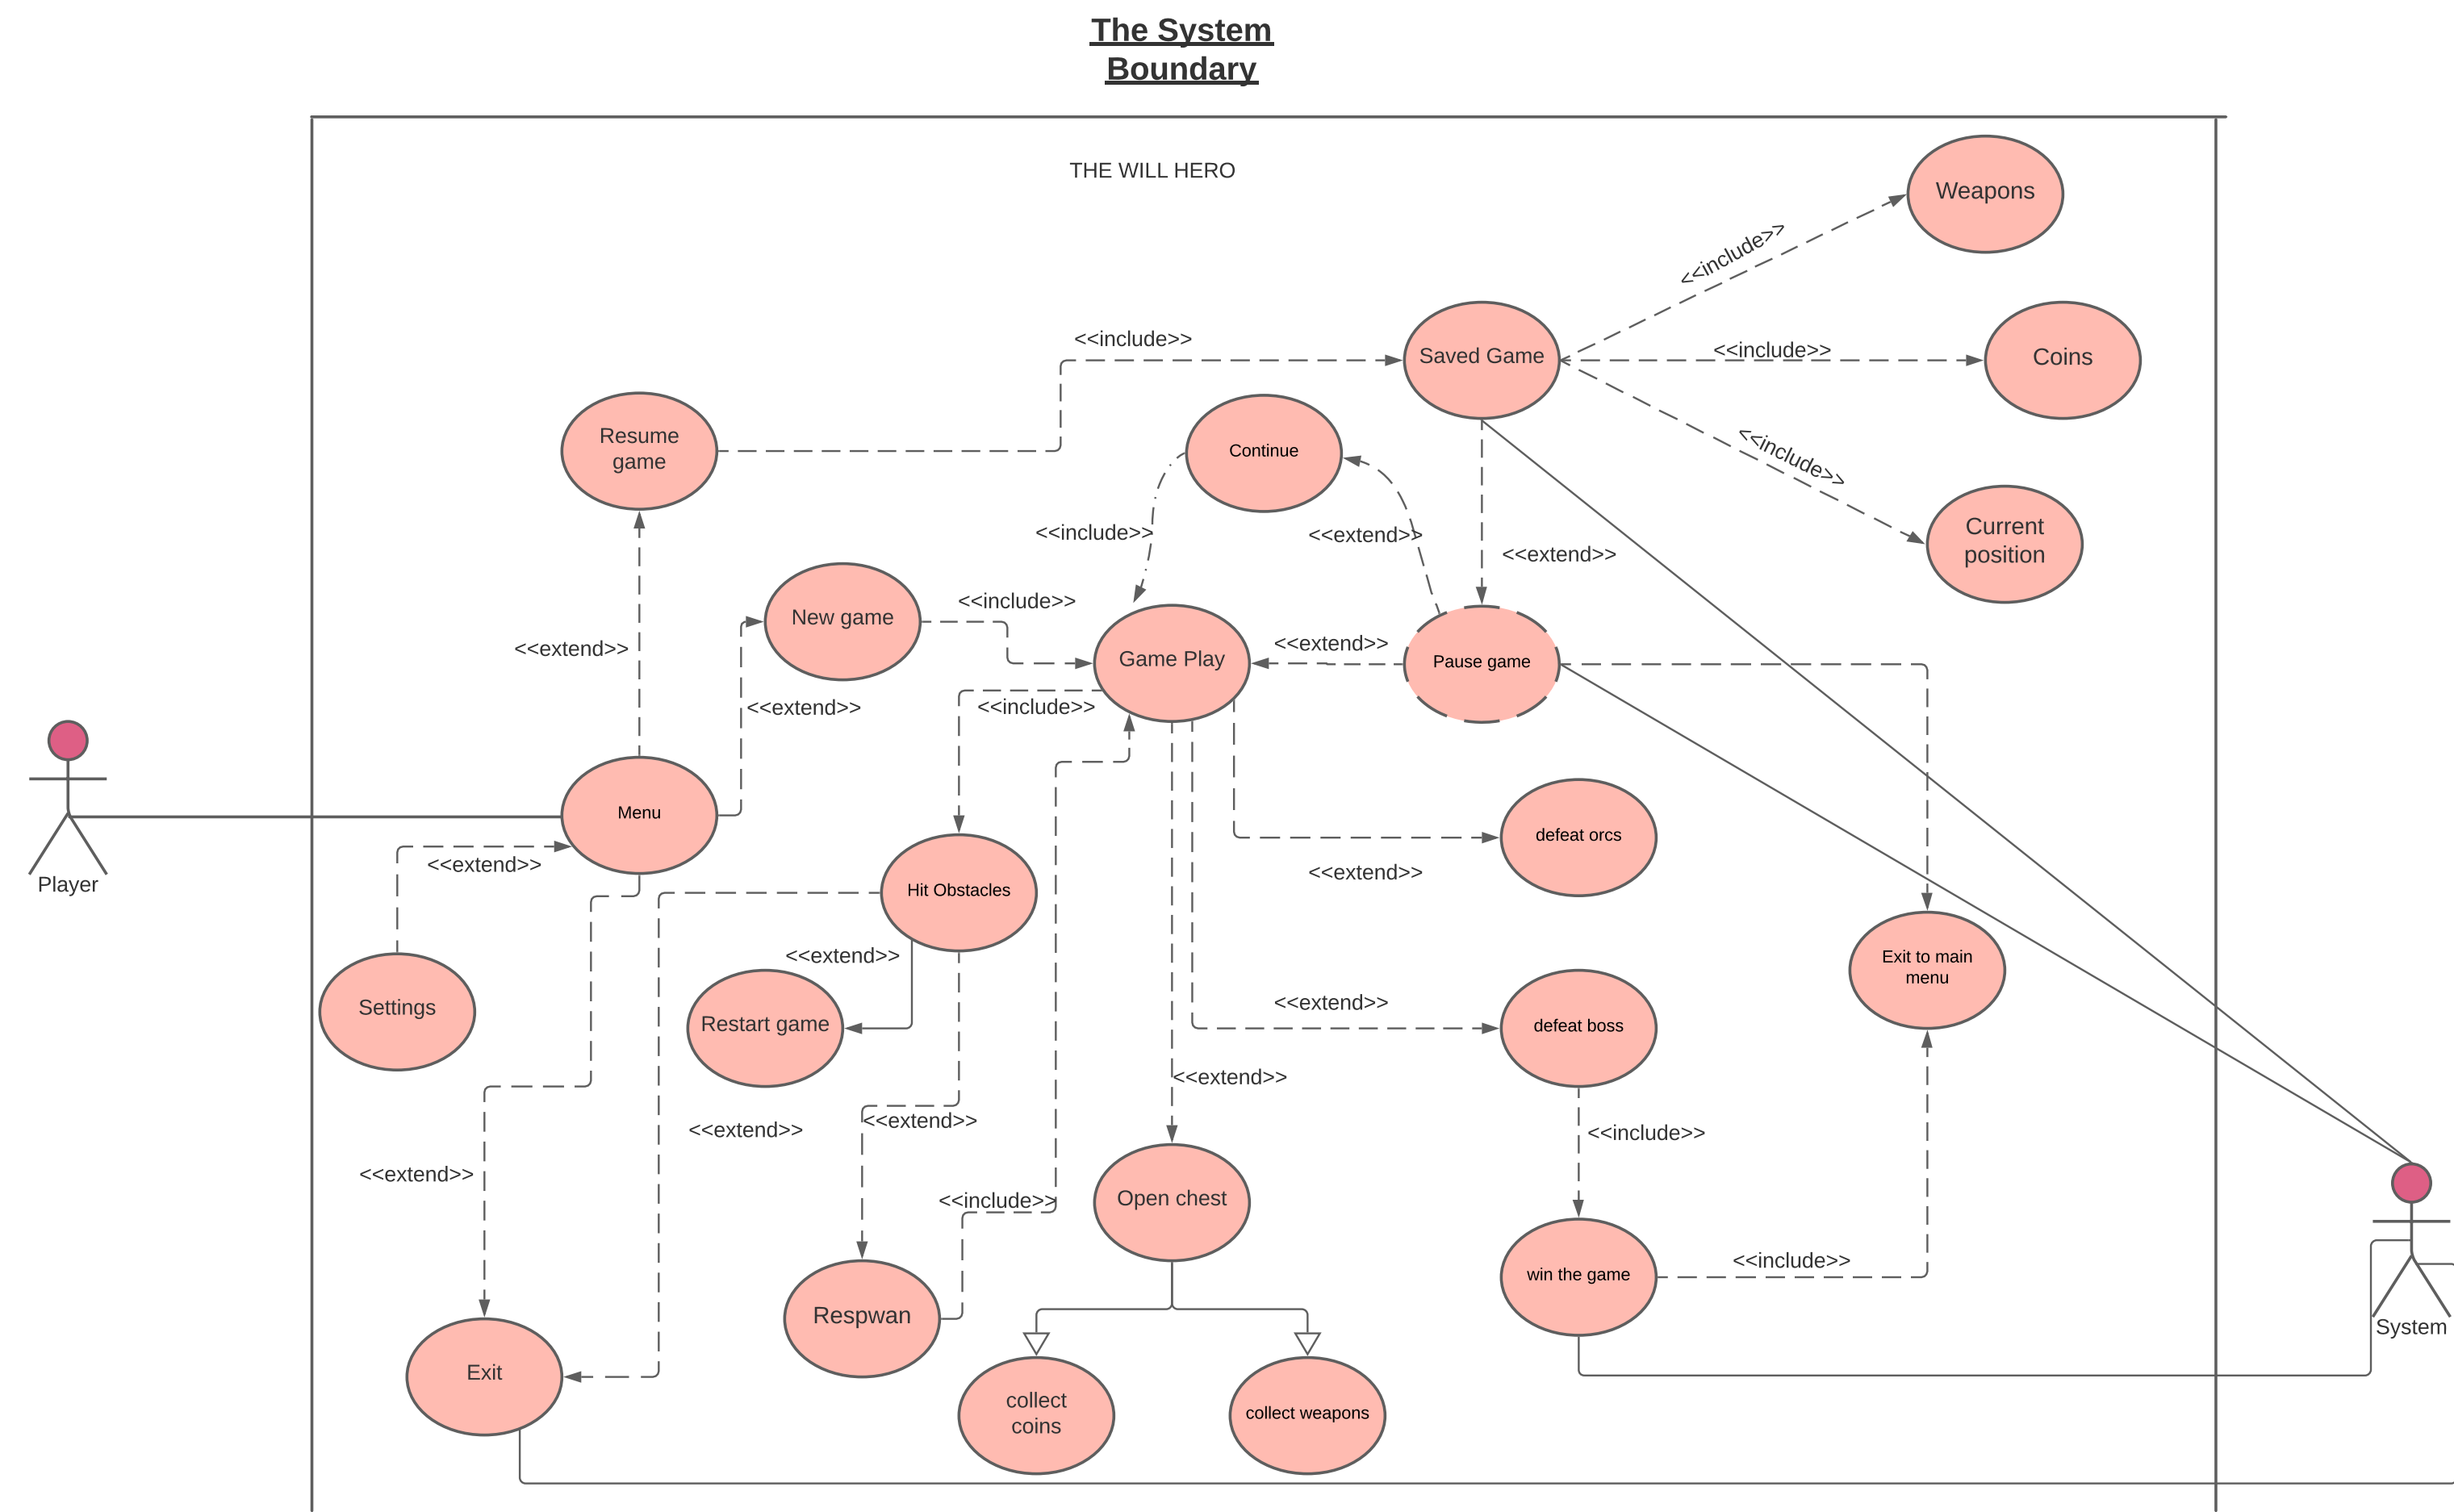 The System
Boundary
THE WILL HERO
Weapons
<<include>>
<<include>>
Saved Game
<<include>>
Coins
Resume
game
Continue
<<include>>
Current
position
<<include>>
<<extend>>
<<extend>>
New game
<<include>>
<<extend>>
<<extend>>
Game Play
Pause game
<<extend>>
<<include>>
Menu
defeat orcs
<<extend>>
<<extend>>
Player
Hit Obstacles
<<extend>>
Exit to main
menu
Settings
Restart game
<<extend>>
defeat boss
<<extend>>
<<extend>>
<<extend>>
<<include>>
<<extend>>
<<include>>
Open chest
<<include>>
win the game
Respwan
System
Exit
collect
coins
collect weapons